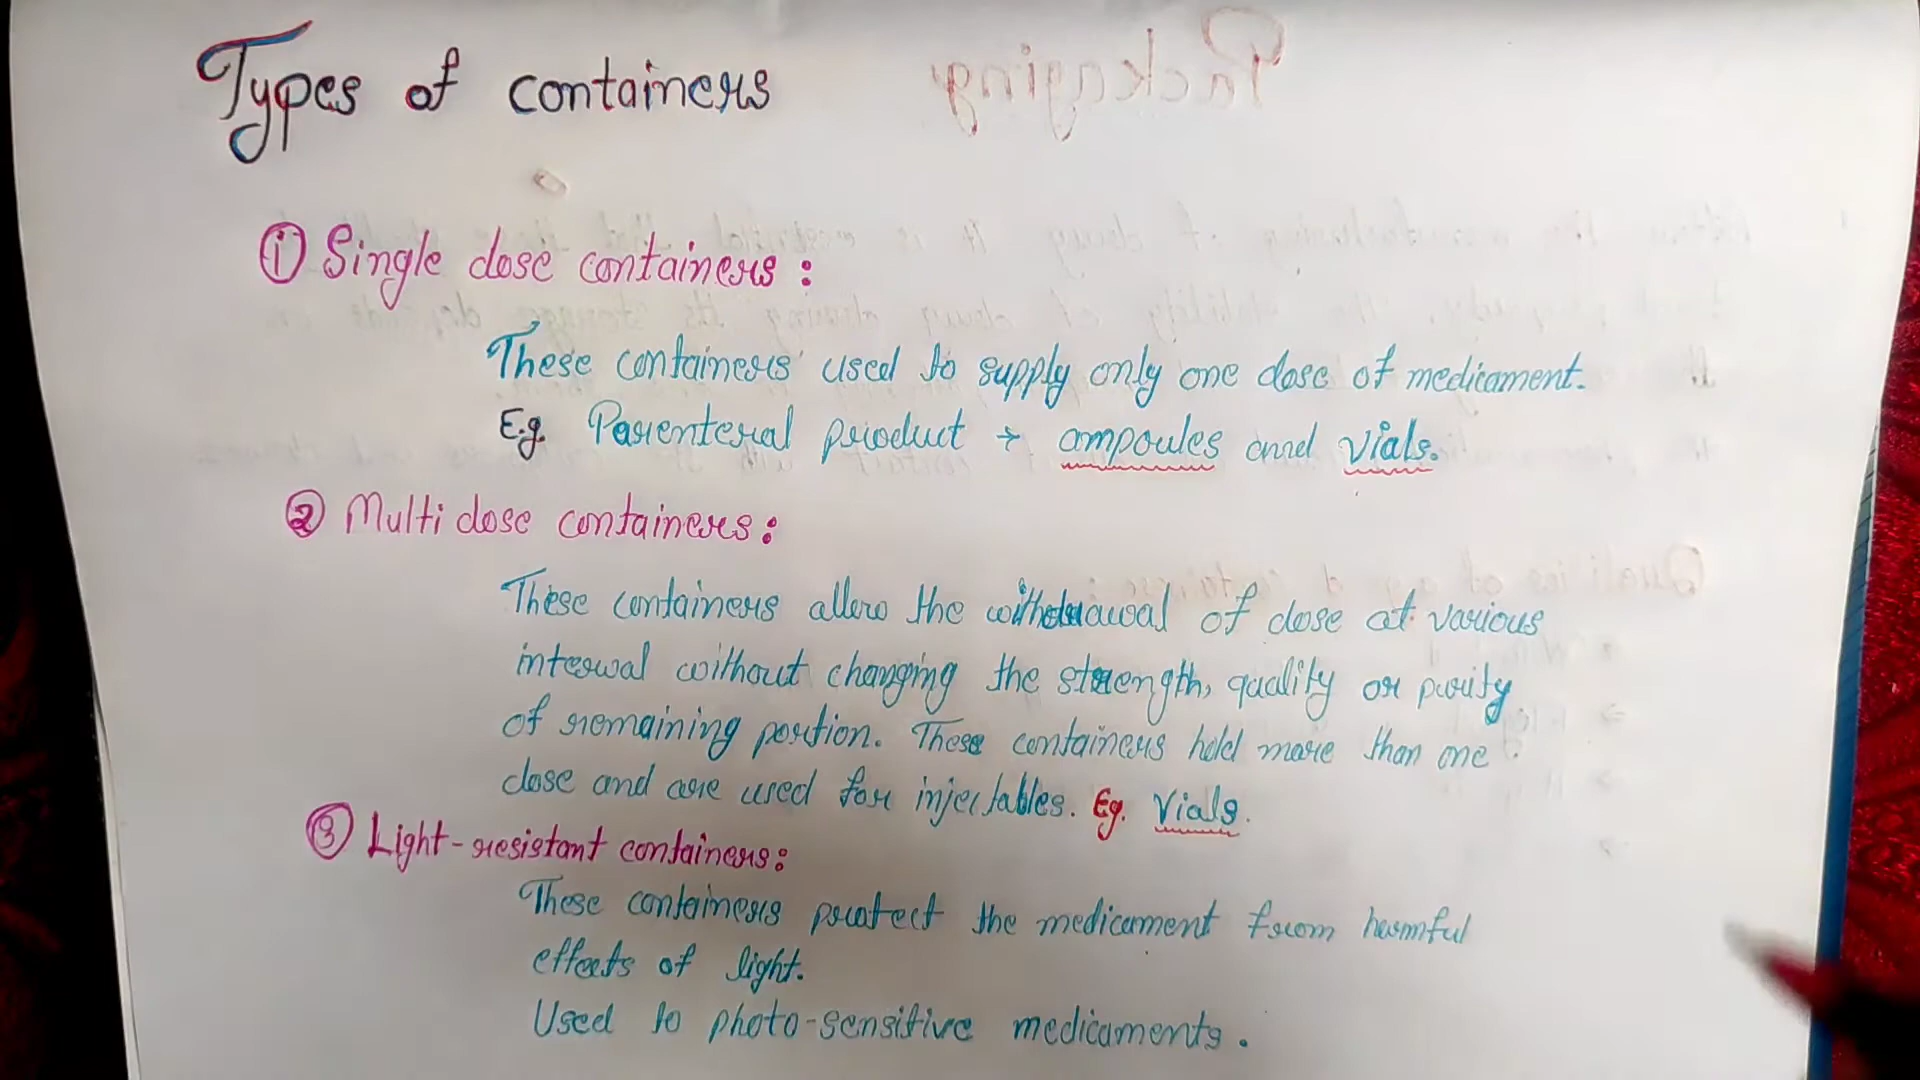 Types of containers
Packaging
① Single dose containers :
These containers used to supply only one dose of medicament.
E.g. Parenteral product → ampoules and vials.
② Multi dose containers :
These containers allow the withdrawal of dose at various
interval without changing the strength, quality or purity
of remaining portion. These containers hold more than one
dose and are used for injectables. Eg. Vials.
③ Light-resistant containers :
These containers protect the medicament from harmful
effects of light.
Used to photo-sensitive medicaments.